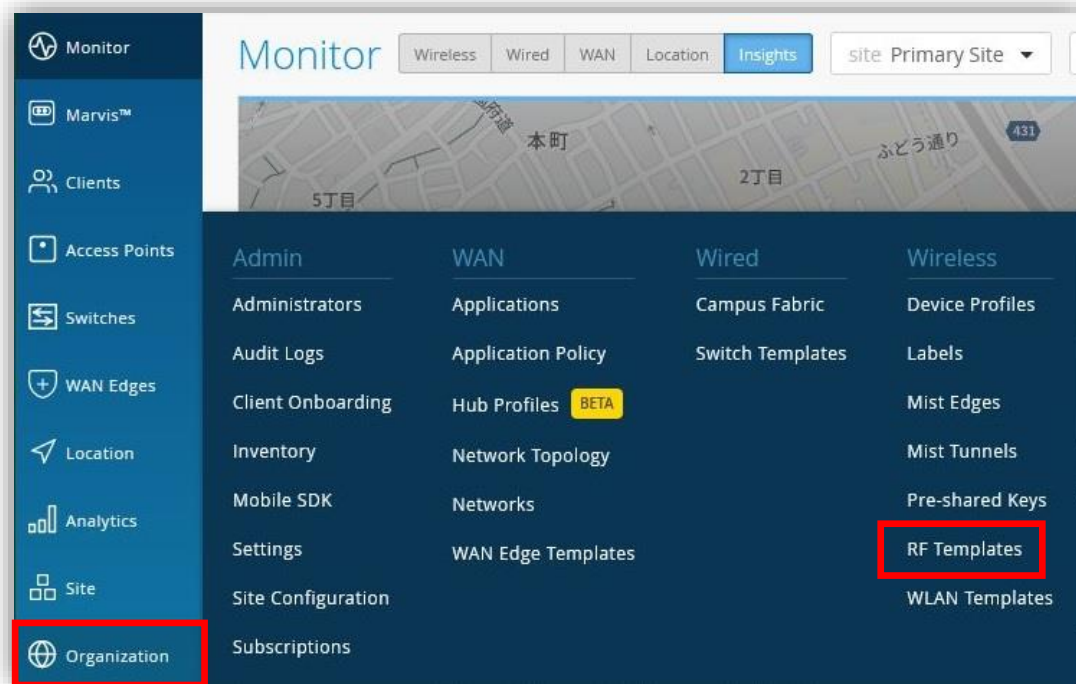 Monitor
Marvis™
Clients
Access Points
Switches
WAN Edges
Location
Analytics
Site
Organization
Monitor
Wireless Wired WAN Location Insights
site Primary Site
本町
431
ふどう通り
2丁目
5丁目
Admin
Administrators
Audit Logs
Client Onboarding
Inventory
Mobile SDK
Settings
Site Configuration
Subscriptions
WAN
Applications
Application Policy
Hub Profiles BETA
Network Topology
Networks
WAN Edge Templates
Wired
Campus Fabric
Switch Templates
Wireless
Device Profiles
Labels
Mist Edges
Mist Tunnels
Pre-shared Keys
RF Templates
WLAN Templates